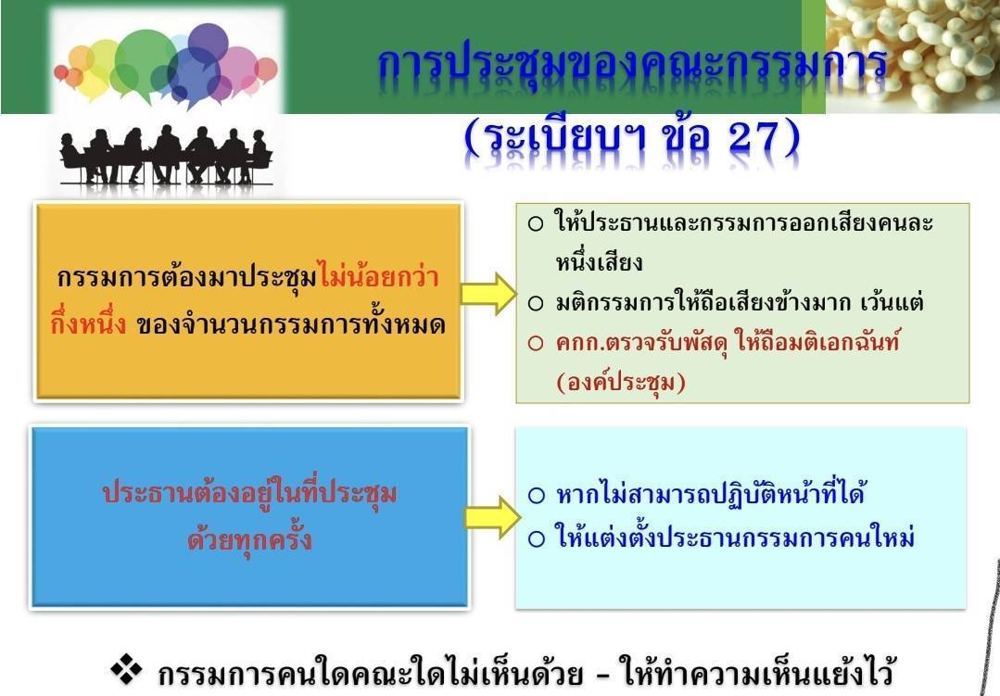 การประชุมของคณะกรรมการ
(ระเบียบฯ ข้อ 27)
กรรมการต้องมาประชุมไม่น้อยกว่า
กึ่งหนึ่ง ของจำนวนกรรมการทั้งหมด
ให้ประธานและกรรมการออกเสียงคนละ
หนึ่งเสียง
มติกรรมการให้ถือเสียงข้างมาก เว้นแต่
คกก.ตรวจรับพัสดุ ให้ถือมติเอกฉันท์
(องค์ประชุม)
ประธานต้องอยู่ในที่ประชุม
ด้วยทุกครั้ง
หากไม่สามารถปฏิบัติหน้าที่ได้
ให้แต่งตั้งประธานกรรมการคนใหม่
❖ กรรมการคนใดคณะใดไม่เห็นด้วย - ให้ทำความเห็นแย้งไว้